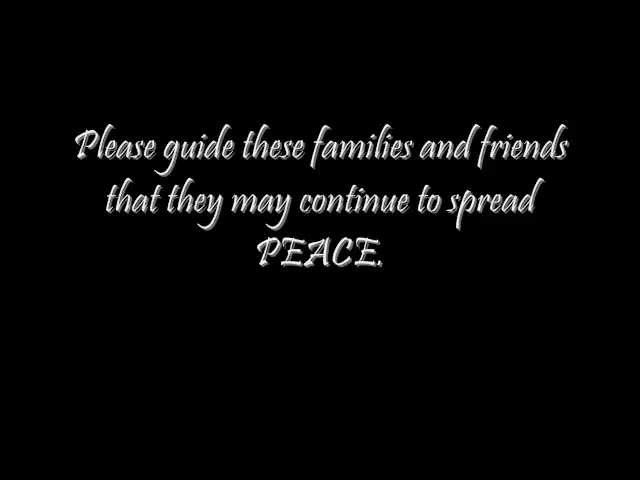 Please guide these families and friends
that they may continue to spread
PEACE.